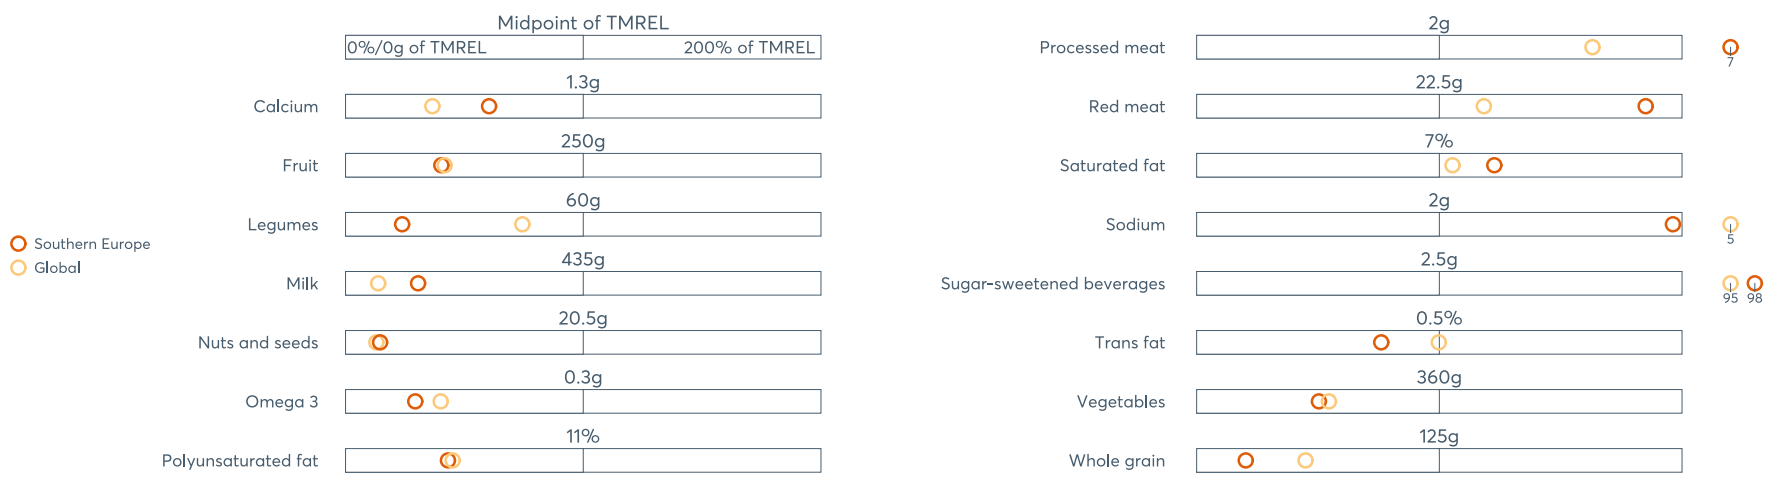 Midpoint of TMREL
0%/0g of TMREL 200% of TMREL
1.3g
Calcium
250g
Fruit
60g
Legumes
435g
Milk
20.5g
Nuts and seeds
0.3g
Omega 3
11%
Polyunsaturated fat
Southern Europe
Global
2g
Processed meat
7
22.5g
Red meat
7%
Saturated fat
2g
Sodium
5
2.5g
Sugar-sweetened beverages
95 98
0.5%
Trans fat
360g
Vegetables
125g
Whole grain